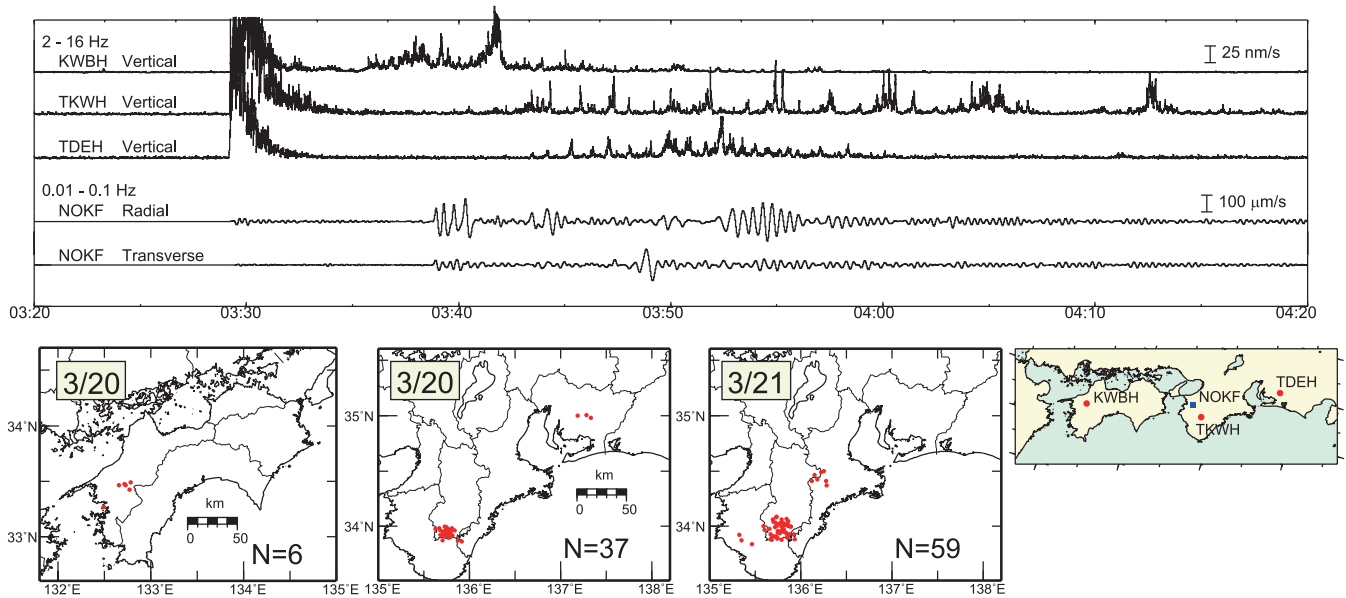 2 - 16 Hz
KWBH Vertical
25 nm/s
TKWH Vertical
TDEH Vertical
0.01 - 0.1 Hz
NOKF Radial
100 μm/s
NOKF Transverse
03:20 03:30 03:40 03:50 04:00 04:10 04:20
3/20
34°N
33°N
km
0 50
N=6
132°E 133°E 134°E 135°E
3/20
35°N
34°N
km
0 50
N=37
135°E 136°E 137°E 138°E
3/21
35°N
34°N
km
0 50
N=59
135°E 136°E 137°E 138°E
TDEH
KWBH NOKF
TKWH